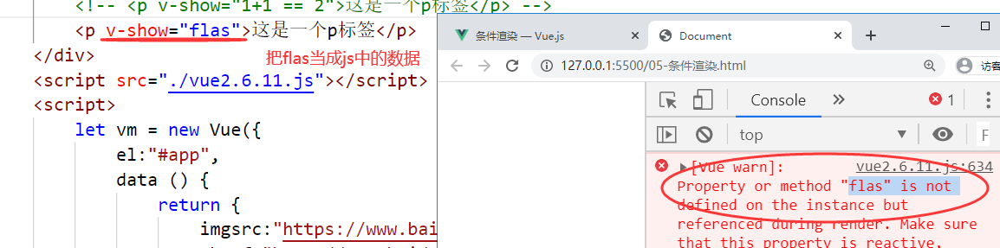 <!-- <p v-show="1+1 == 2">这是一个p标签</p> -->
<p v-show="flas">这是一个p标签</p>
</div>
把flas当成js中的数据
<script src="./vue2.6.11.js"></script>
<script>
let vm = new Vue({
el:"#app",
data () {
return {
imgsrc:"https://www.bai
条件渲染 — Vue.js
Document
127.0.0.1:5500/05-条件渲染.html
访客
Console
1
top
F
[Vue warn]:
vue2.6.11.js:634
Property or method "flas" is not
defined on the instance but
referenced during render. Make sure
that this property is reactive,